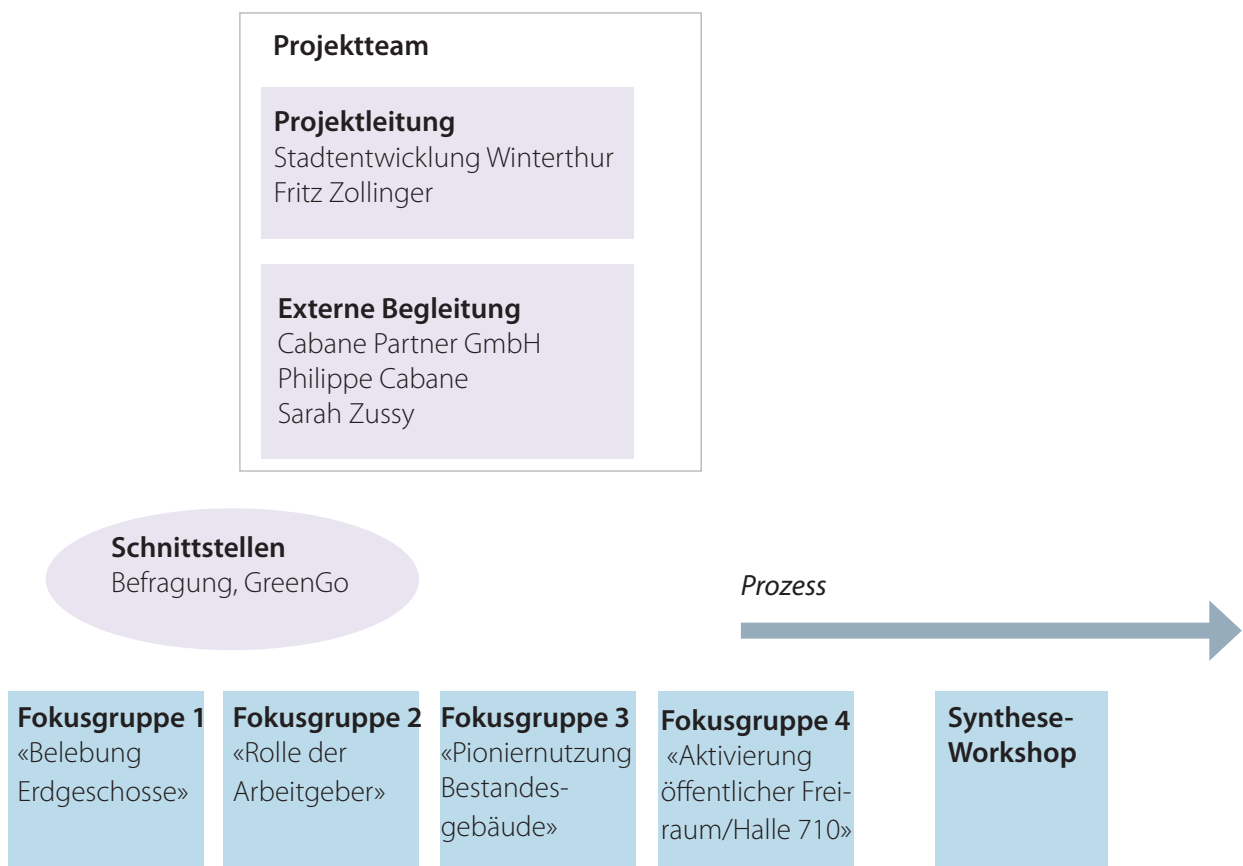 Projektteam
Projektleitung
Stadtentwicklung Winterthur
Fritz Zollinger
Externe Begleitung
Cabane Partner GmbH
Philippe Cabane
Sarah Zussy
Schnittstellen
Befragung, GreenGo
Prozess
Fokusgruppe 1
«Belebung
Erdgeschosse»
Fokusgruppe 2
«Rolle der
Arbeitgeber»
Fokusgruppe 3
«Pioniernutzung
Bestandes-
gebäude»
Fokusgruppe 4
«Aktivierung
öffentlicher Frei-
raum/Halle 710»
Synthese-
Workshop